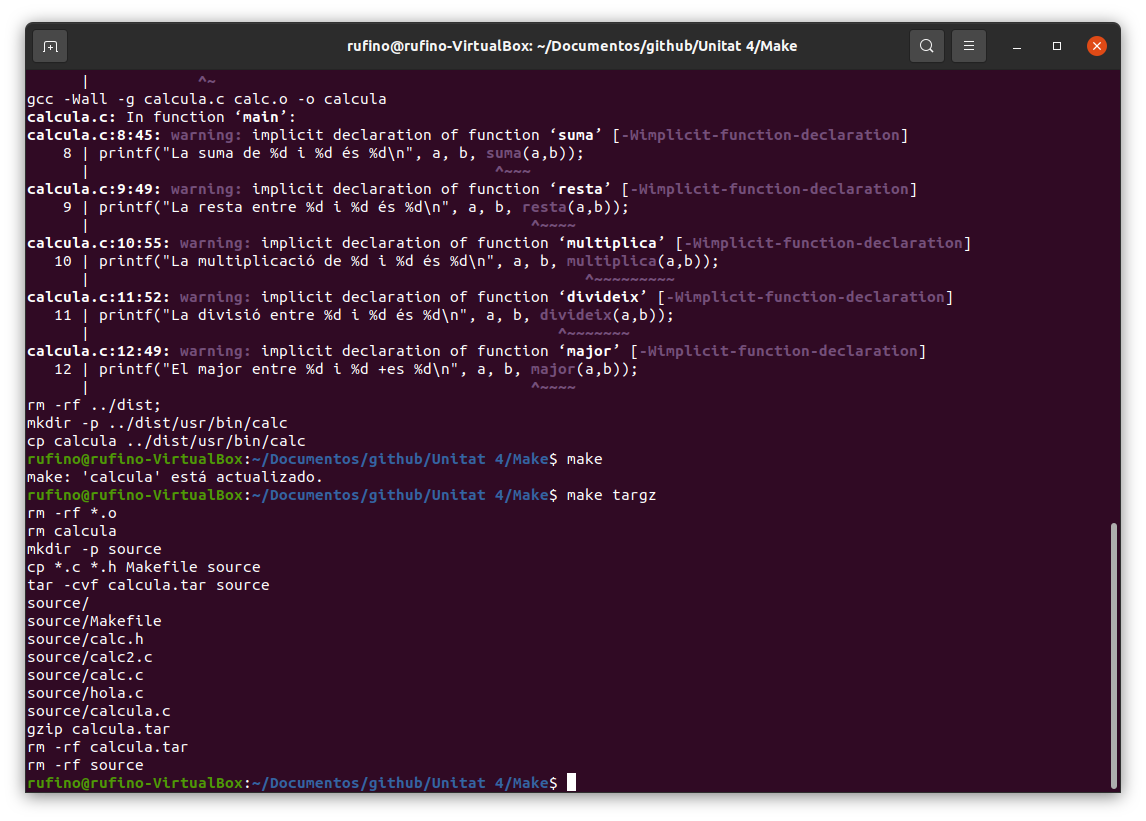 rufino@rufino-VirtualBox: ~/Documentos/github/Unitat 4/Make
      |            ^~
gcc -Wall -g calcula.c calc.o -o calcula
calcula.c: In function ‘main’:
calcula.c:8:45: warning: implicit declaration of function ‘suma’ [-Wimplicit-function-declaration]
    8 | printf("La suma de %d i %d és %d\n", a, b, suma(a,b));
      |                                             ^~~~
calcula.c:9:49: warning: implicit declaration of function ‘resta’ [-Wimplicit-function-declaration]
    9 | printf("La resta entre %d i %d és %d\n", a, b, resta(a,b));
      |                                                 ^~~~~
calcula.c:10:55: warning: implicit declaration of function ‘multiplica’ [-Wimplicit-function-declaration]
   10 | printf("La multiplicació de %d i %d és %d\n", a, b, multiplica(a,b));
      |                                                       ^~~~~~~~~~
calcula.c:11:52: warning: implicit declaration of function ‘divideix’ [-Wimplicit-function-declaration]
   11 | printf("La divisió entre %d i %d és %d\n", a, b, divideix(a,b));
      |                                                    ^~~~~~~~
calcula.c:12:49: warning: implicit declaration of function ‘major’ [-Wimplicit-function-declaration]
   12 | printf("El major entre %d i %d +es %d\n", a, b, major(a,b));
      |                                                 ^~~~~
rm -rf ../dist;
mkdir -p ../dist/usr/bin/calc
cp calcula ../dist/usr/bin/calc
rufino@rufino-VirtualBox:~/Documentos/github/Unitat 4/Make$ make
make: 'calcula' está actualizado.
rufino@rufino-VirtualBox:~/Documentos/github/Unitat 4/Make$ make targz
rm -rf *.o
rm calcula
mkdir -p source
cp *.c *.h Makefile source
tar -cvf calcula.tar source
source/
source/Makefile
source/calc.h
source/calc2.c
source/calc.c
source/hola.c
source/calcula.c
gzip calcula.tar
rm -rf calcula.tar
rm -rf source
rufino@rufino-VirtualBox:~/Documentos/github/Unitat 4/Make$